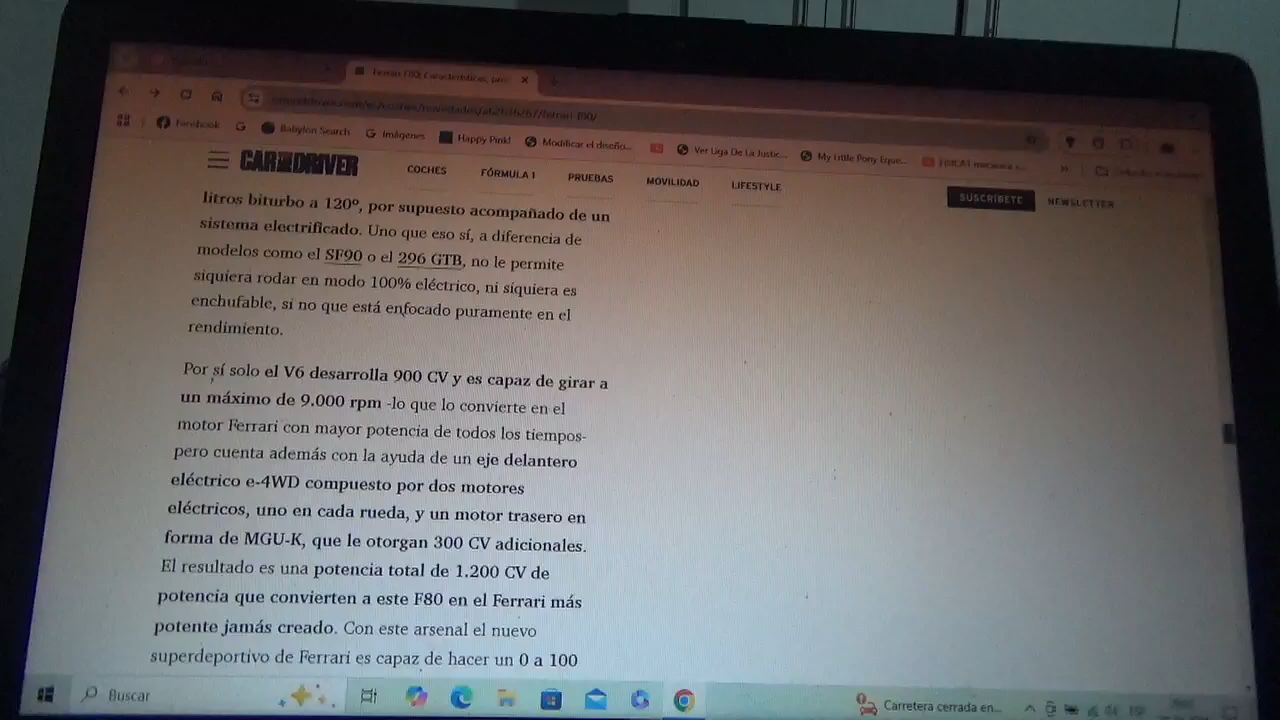 Facebook
G
Babylon Search
G Imágenes
Happy Pink!
Modificar el diseño...
Ver Liga De La Justic...
My Little Pony Eque...
CAR AND DRIVER
COCHES
FÓRMULA 1
PRUEBAS
MOVILIDAD
LIFESTYLE
SUSCRÍBETE
NEWSLETTER
litros biturbo a 120º, por supuesto acompañado de un
sistema electrificado. Uno que eso sí, a diferencia de
modelos como el SF90 o el 296 GTB, no le permite
siquiera rodar en modo 100% eléctrico, ni siquiera es
enchufable, si no que está enfocado puramente en el
rendimiento.
Por sí solo el V6 desarrolla 900 CV y es capaz de girar a
un máximo de 9.000 rpm -lo que lo convierte en el
motor Ferrari con mayor potencia de todos los tiempos-
pero cuenta además con la ayuda de un eje delantero
eléctrico e-4WD compuesto por dos motores
eléctricos, uno en cada rueda, y un motor trasero en
forma de MGU-K, que le otorgan 300 CV adicionales.
El resultado es una potencia total de 1.200 CV de
potencia que convierten a este F80 en el Ferrari más
potente jamás creado. Con este arsenal el nuevo
superdeportivo de Ferrari es capaz de hacer un 0 a 100
Buscar
Carretera cerrada en...